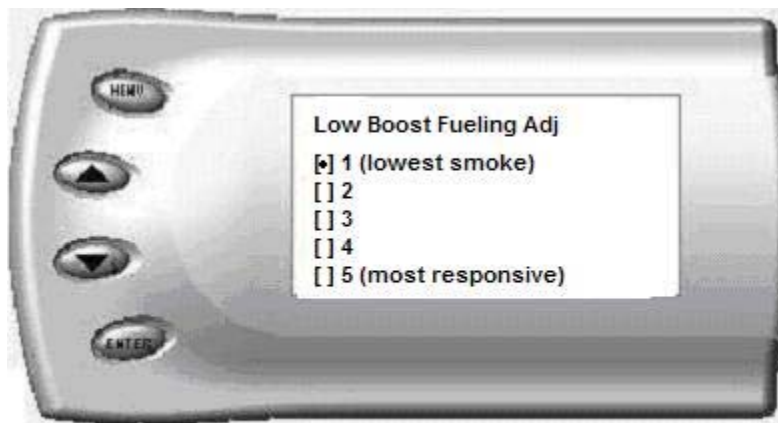 MENU
Low Boost Fueling Adj
[•] 1 (lowest smoke)
[ ] 2
[ ] 3
[ ] 4
[ ] 5 (most responsive)
ENTER